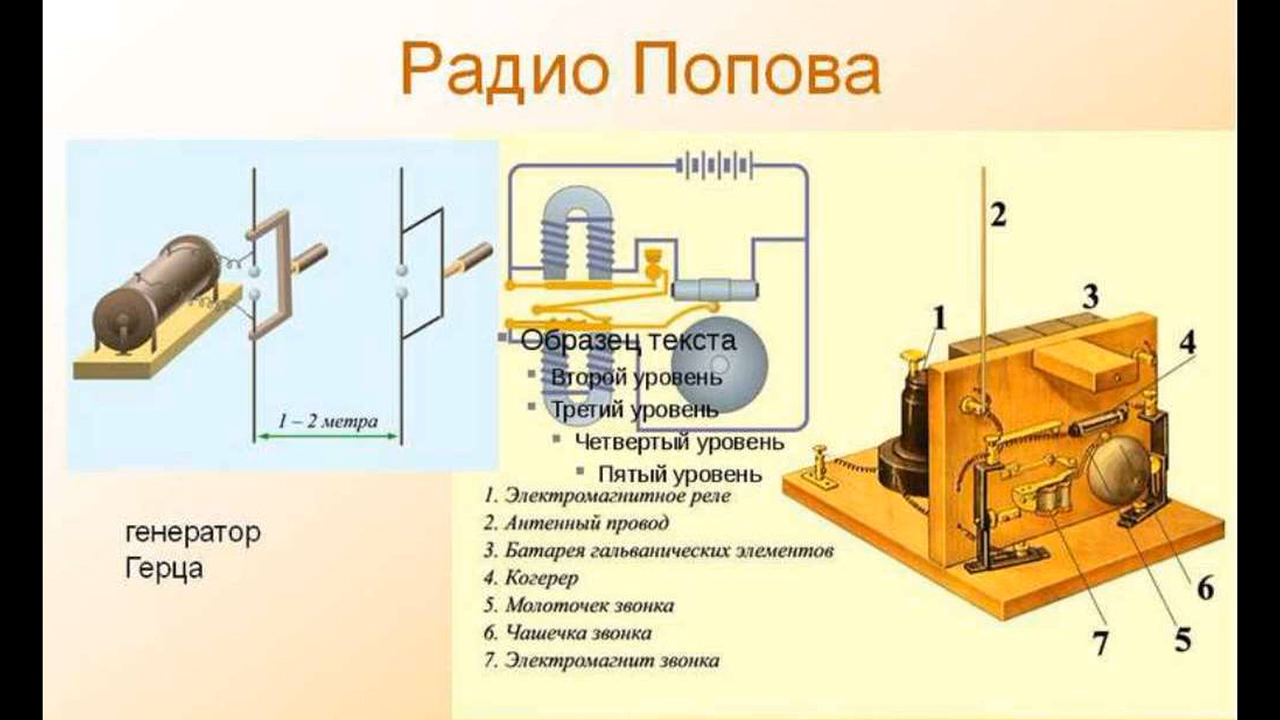 Радио Попова
1 – 2 метра
генератор
Герца
Образец текста
Второй уровень
Третий уровень
Четвертый уровень
Пятый уровень
1. Электромагнитное реле
2. Антенный провод
3. Батарея гальванических элементов
4. Когерер
5. Молоточек звонка
6. Чашечка звонка
7. Электромагнит звонка
2
3
1
4
6
7
5